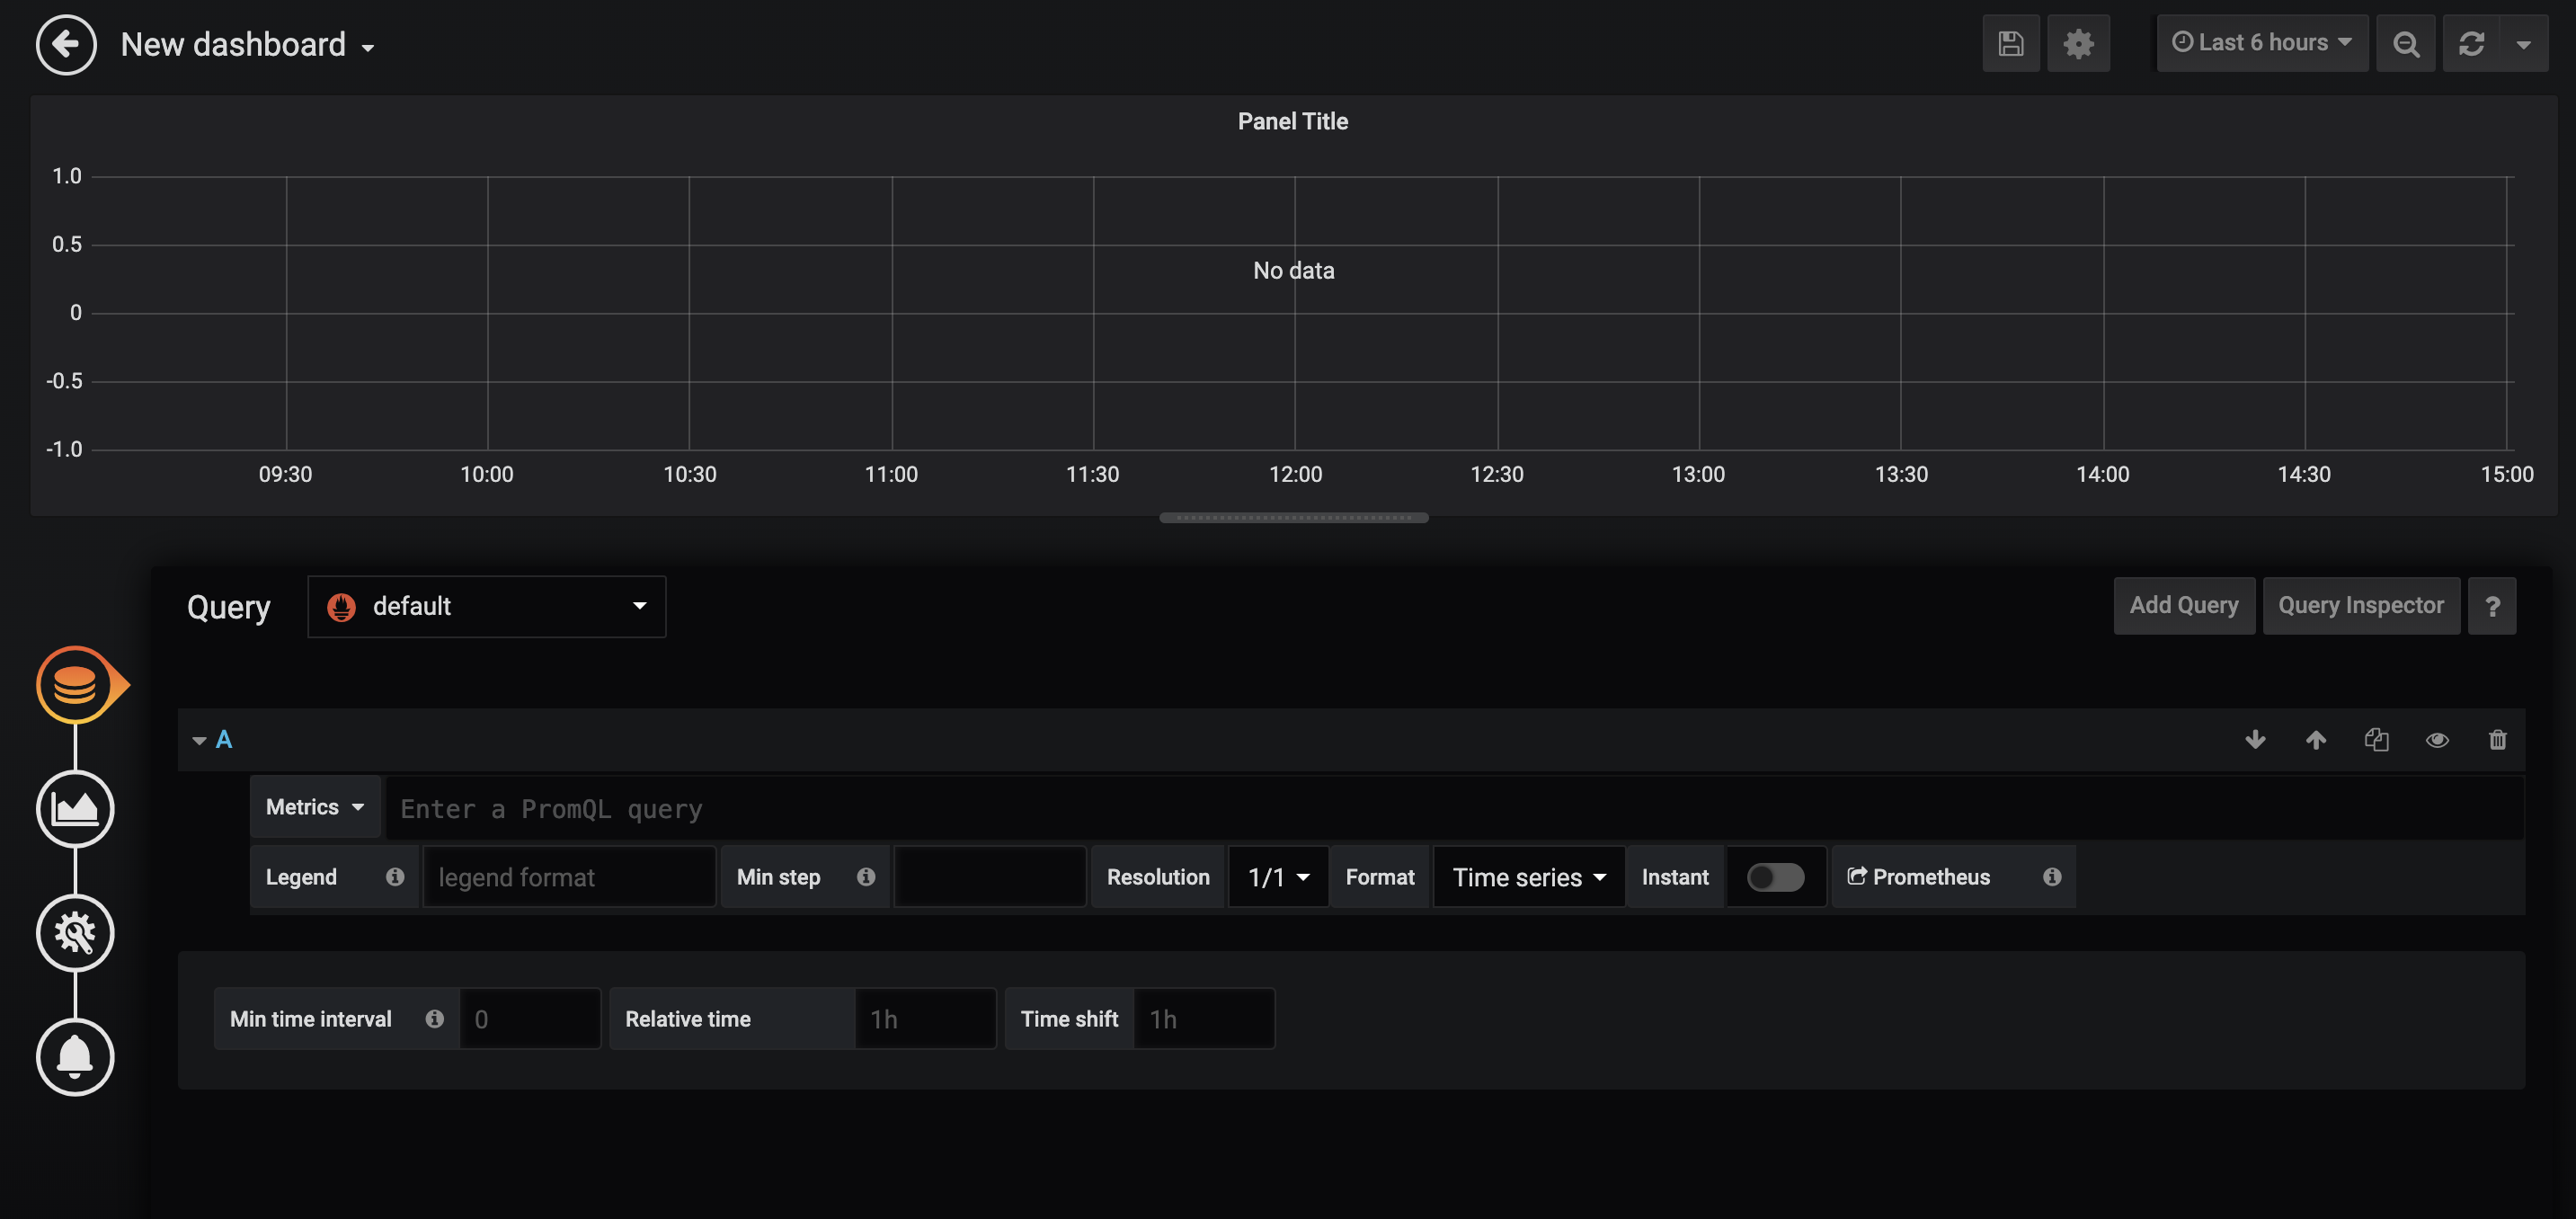 New dashboard
Last 6 hours
Panel Title
1.0
0.5
No data
0
-0.5
-1.0
09:30 10:00 10:30 11:00 11:30 12:00 12:30 13:00 13:30 14:00 14:30 15:00
Query default Add Query Query Inspector ?
A
Metrics Enter a PromQL query
Legend legend format Min step Resolution 1/1 Format Time series Instant Prometheus
Min time interval 0 Relative time 1h Time shift 1h